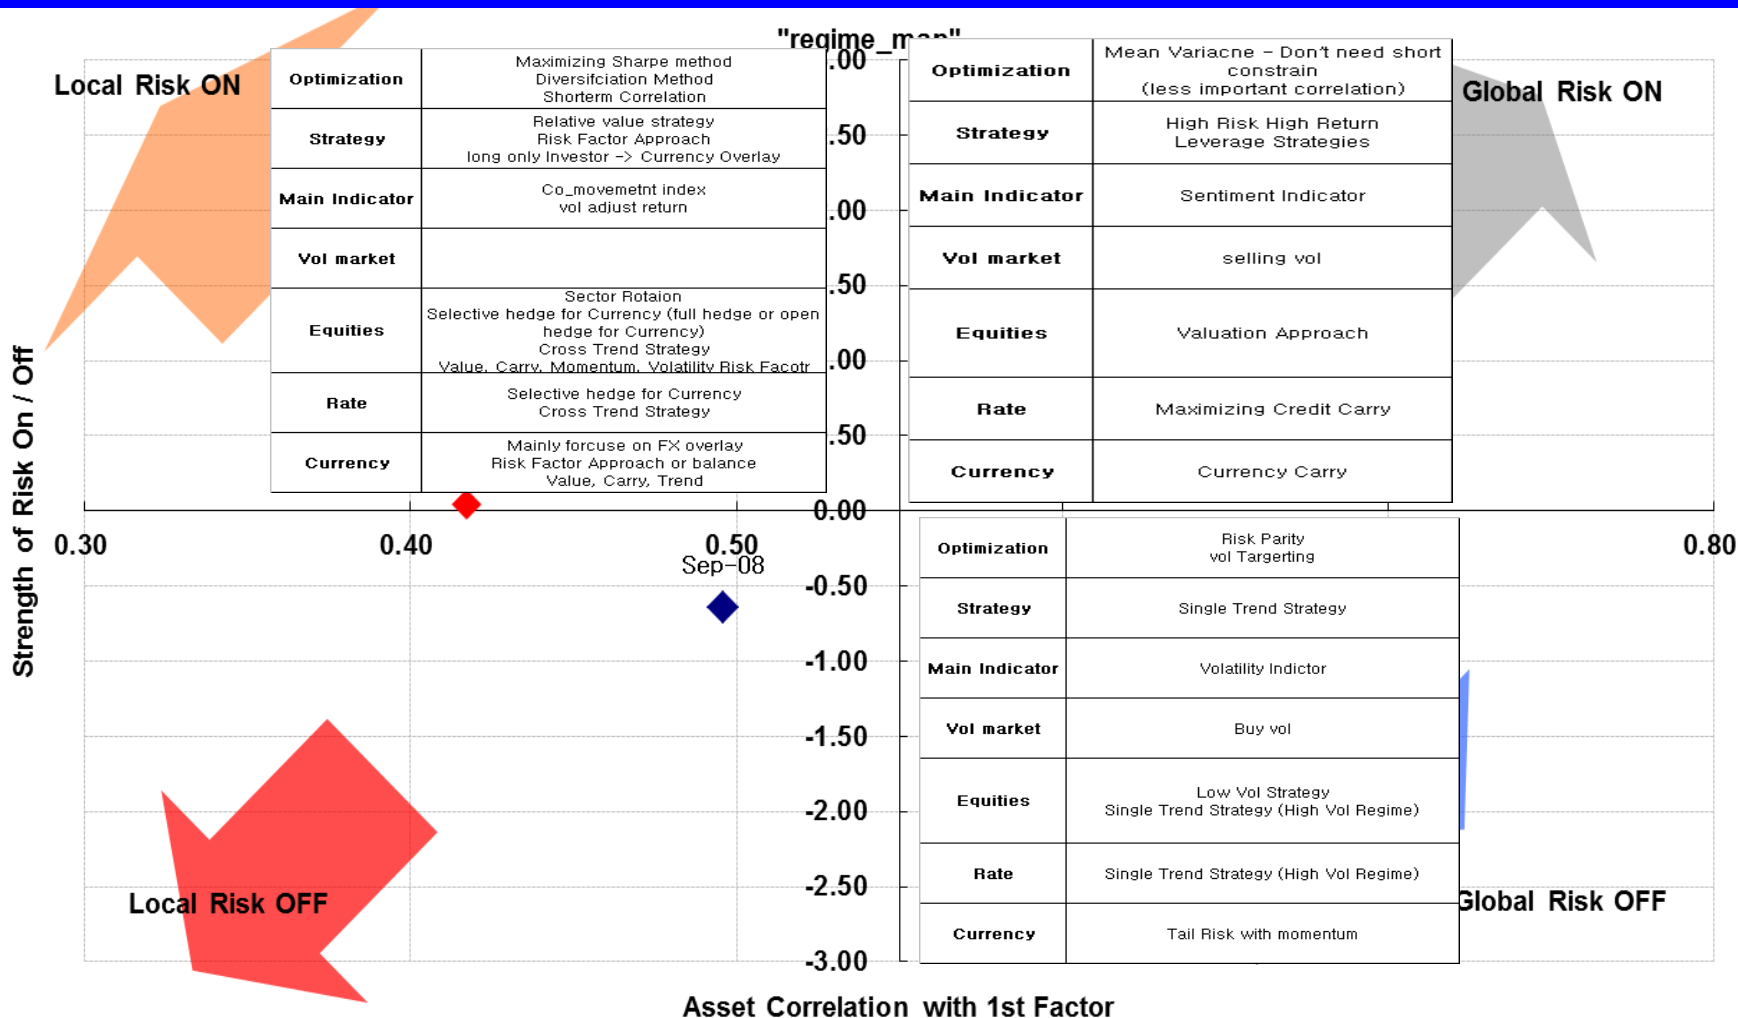 "regime_map"
Local Risk ON
Optimization
Maximizing Sharpe method
Diversifciation Method
Shorterm Correlation
Strategy
Relative value strategy
Risk Factor Approach
long only Investor -> Currency Overlay
Main Indicator
Co_movemetnt index
vol adjust return
Vol market
Equities
Sector Rotaion
Selective hedge for Currency (full hedge or open
hedge for Currency)
Cross Trend Strategy
Value, Carry, Momentum, Volatility Risk Facotr
Rate
Selective hedge for Currency
Cross Trend Strategy
Currency
Mainly forcuse on FX overlay
Risk Factor Approach or balance
Value, Carry, Trend
.00
.50
.00
.50
.00
.50
0.00
-0.50
-1.00
-1.50
-2.00
-2.50
-3.00
Global Risk ON
Optimization
Mean Variacne - Don't need short
constrain
(less important correlation)
Strategy
High Risk High Return
Leverage Strategies
Main Indicator
Sentiment Indicator
Vol market
selling vol
Equities
Valuation Approach
Rate
Maximizing Credit Carry
Currency
Currency Carry
Strength of Risk On / Off
0.30
0.40
0.50
0.80
Sep-08
Local Risk OFF
Optimization
Risk Parity
vol Targerting
Strategy
Single Trend Strategy
Main Indicator
Volatility Indictor
Vol market
Buy vol
Equities
Low Vol Strategy
Single Trend Strategy (High Vol Regime)
Rate
Single Trend Strategy (High Vol Regime)
Currency
Tail Risk with momentum
Global Risk OFF
Asset Correlation with 1st Factor